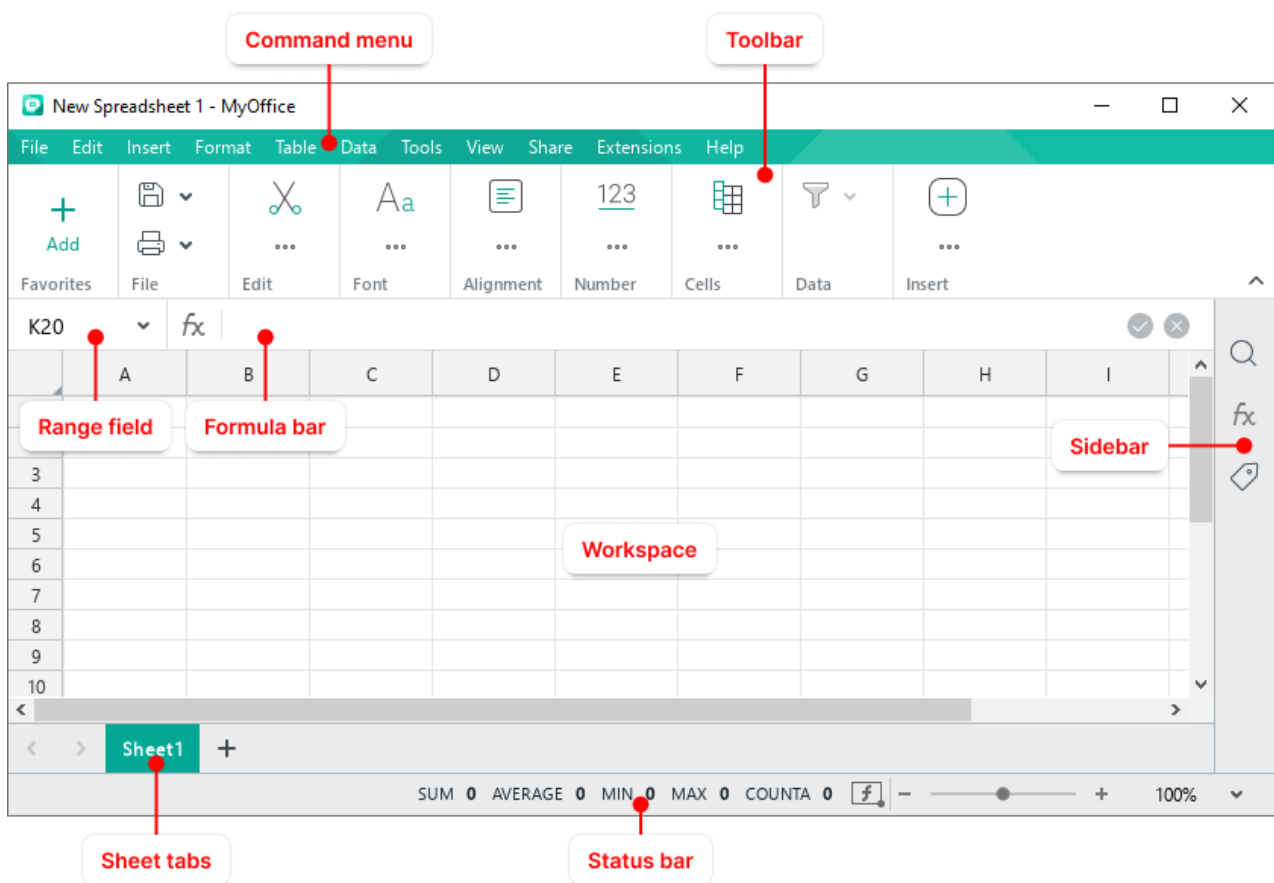 Command menu
Toolbar
New Spreadsheet 1 - MyOffice
File Edit Insert Format Table Data Tools View Share Extensions Help
123
Aa
Add
Favorites File Edit Font Alignment Number Cells Data Insert
K20 fx
A B C D E F G H I
fx
Range field
Formula bar
Sidebar
3
4
5
Workspace
6
7
8
9
10
Sheet1 +
SUM 0 AVERAGE 0 MIN 0 MAX 0 COUNTA 0 f − + 100%
Sheet tabs
Status bar